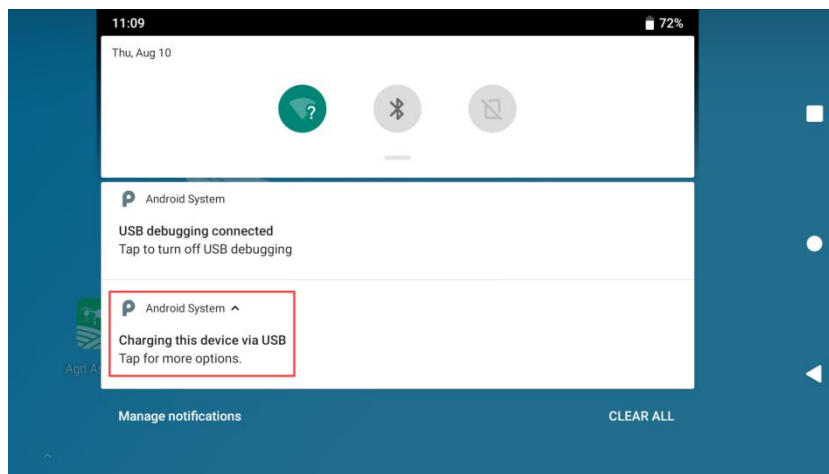 11:09
72%
Thu, Aug 10
?
Android System
USB debugging connected
Tap to turn off USB debugging
Android System
Charging this device via USB
Tap for more options.
Agri A
Manage notifications
CLEAR ALL